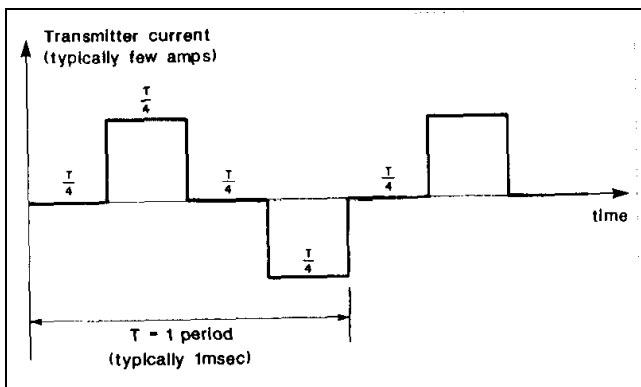 Transmitter current
(typically few amps)
T
4
T
4
T
4
T
4
T
4
time
T = 1 period
(typically 1msec)